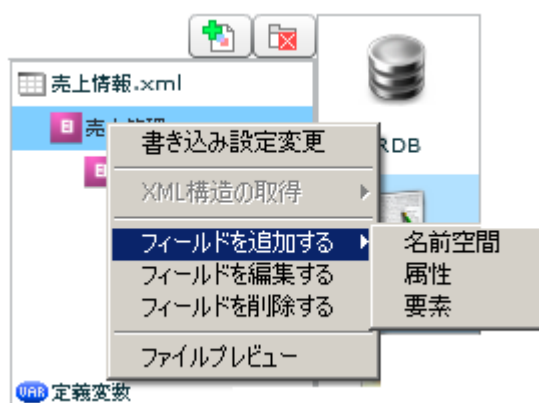 売上情報.xml
書き込み設定変更
RDB
XML構造の取得
フィールドを追加する
名前空間
フィールドを編集する
属性
フィールドを削除する
要素
ファイルプレビュー
VAR 定義変数